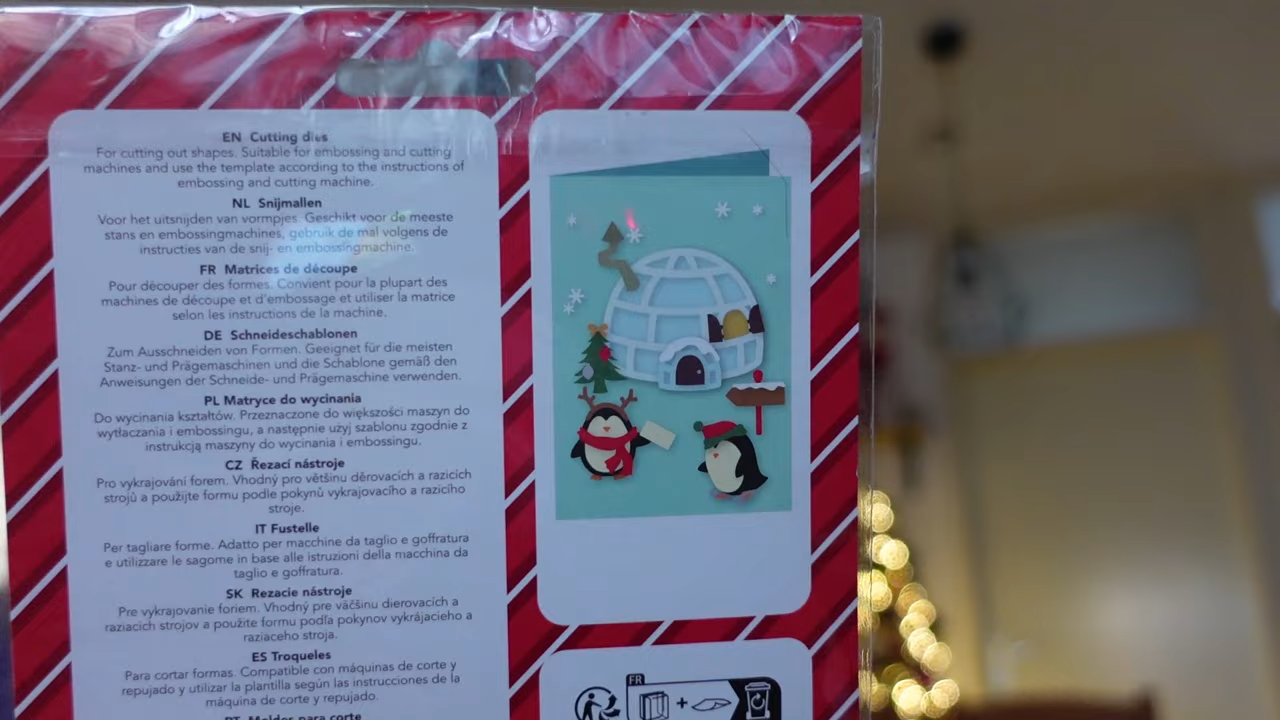 EN Cutting dies
For cutting out shapes. Suitable for embossing and cutting
machines and use the template according to the instructions of
embossing and cutting machine.
NL Snijmallen
Voor het uitsnijden van vormpjes. Geschikt voor de meeste
stans en embossingmachines, gebruik de mal volgens de
instructies van de snij- en embossingmachine.
FR Matrices de découpe
Pour découper des formes. Convient pour la plupart des
machines de découpe et d'embossage et utiliser la matrice
selon les instructions de la machine.
DE Schneideschablonen
Zum Ausschneiden von Formen. Geeignet für die meisten
Stanz- und Prägemaschinen und die Schablone gemäß den
Anweisungen der Schneide- und Prägemaschine verwenden.
PL Matryce do wycinania
Do wycinania kształtów. Przeznaczone do większości maszyn do
wytłaczania i embossingu, a następnie użyj szablonu zgodnie z
instrukcją maszyny do wycinania i embossingu.
CZ Řezací nástroje
Pro vykrajování forem. Vhodný pro většinu děrovacích a razicích
strojů a použijte formu podle pokynů vykrajovacího a razicího
stroje.
IT Fustelle
Per tagliare forme. Adatto per macchine da taglio e goffratura
e utilizzare le sagome in base alle istruzioni della macchina da
taglio e goffratura.
SK Rezacie nástroje
Pre vykrajovanie foriem. Vhodný pre väčšinu dierovacích a
raziacich strojov a použite formu podľa pokynov vykrájacieho a
raziaceho stroja.
ES Troqueles
Para cortar formas. Compatible con máquinas de corte y
repujado y utilizar la plantilla según las instrucciones de la
máquina de corte y repujado.
PT Moldes para corte
FR